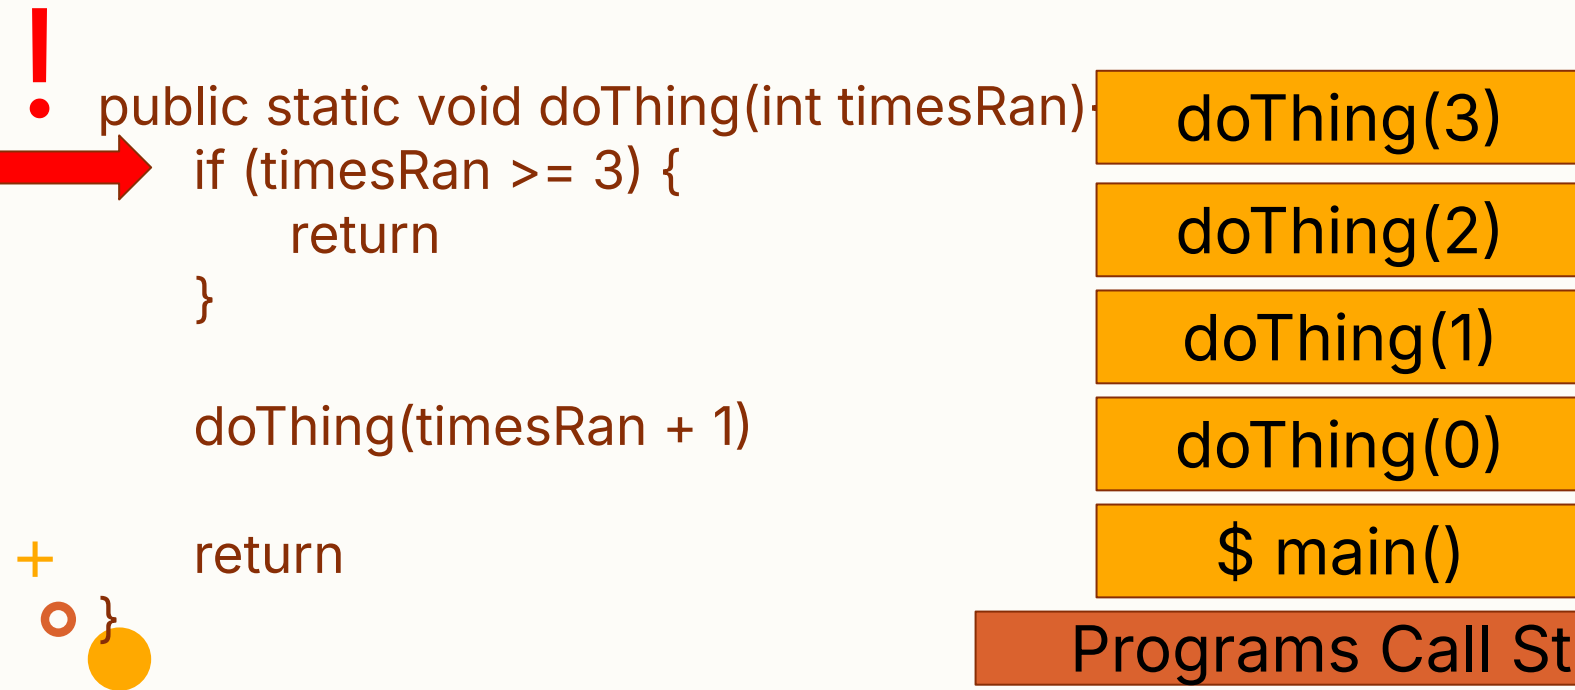 !
public static void doThing(int timesRan)
if (timesRan >= 3) {
return
}
doThing(timesRan + 1)
return
}
doThing(3)
doThing(2)
doThing(1)
doThing(0)
$ main()
Programs Call St